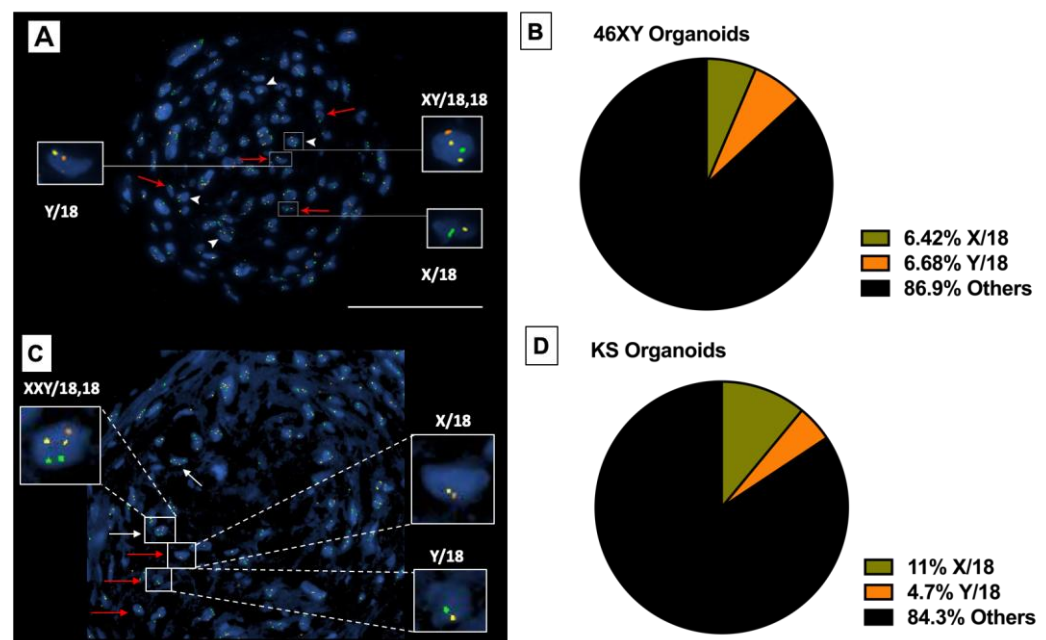 A
XY/18,18
Y/18
X/18
B
46XY Organoids
6.42% X/18
6.68% Y/18
86.9% Others
C
XXY/18,18
X/18
Y/18
D
KS Organoids
11% X/18
4.7% Y/18
84.3% Others